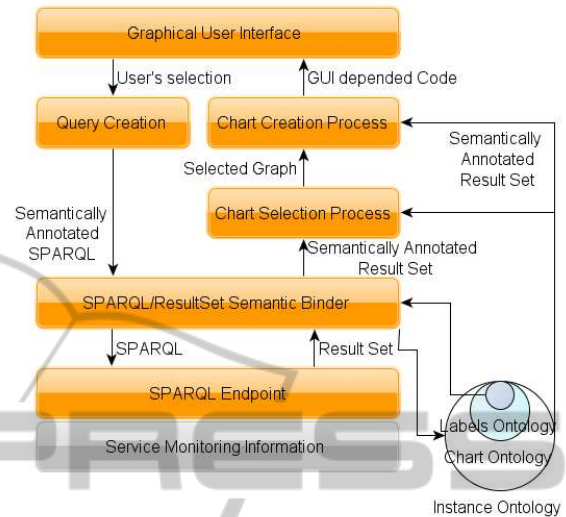 Graphical User Interface
User's selection
GUI depended Code
Query Creation
Chart Creation Process
Semantically
Annotated
Result Set
Selected Graph
Chart Selection Process
Semantically
Annotated
SPARQL
Semantically Annotated
Result Set
SPARQL/ResultSet Semantic Binder
SPARQL
Result Set
SPARQL Endpoint
Service Monitoring Information
Labels Ontology
Chart Ontology
Instance Ontology
PRESS